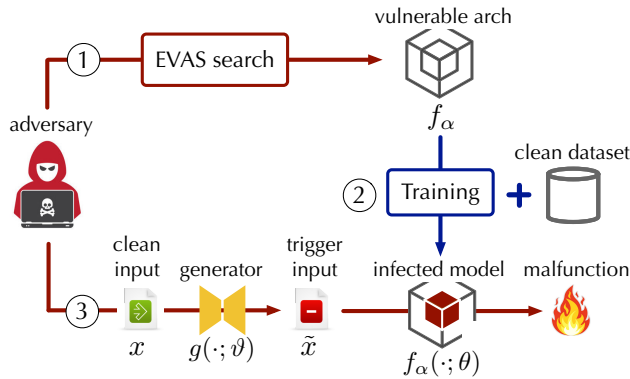 vulnerable arch
1
EVAS search
adversary
fα
clean dataset
2
Training
+
clean
input
generator
trigger
input
infected model
malfunction
3
x
g(·; ϑ)
x̃
fα(·; θ)